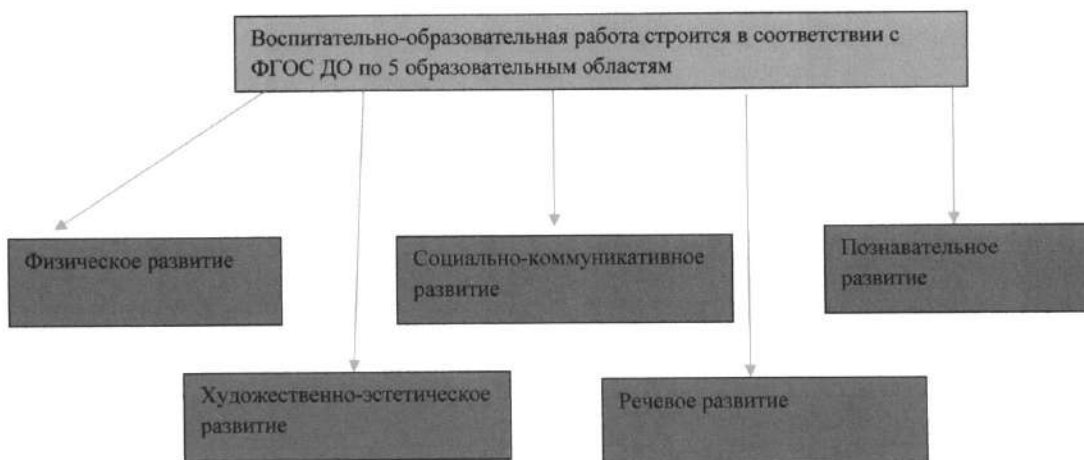 Воспитательно-образовательная работа строится в соответствии с
ФГОС ДО по 5 образовательным областям
Физическое развитие
Социально-коммуникативное
развитие
Познавательное
развитие
Художественно-эстетическое
развитие
Речевое развитие